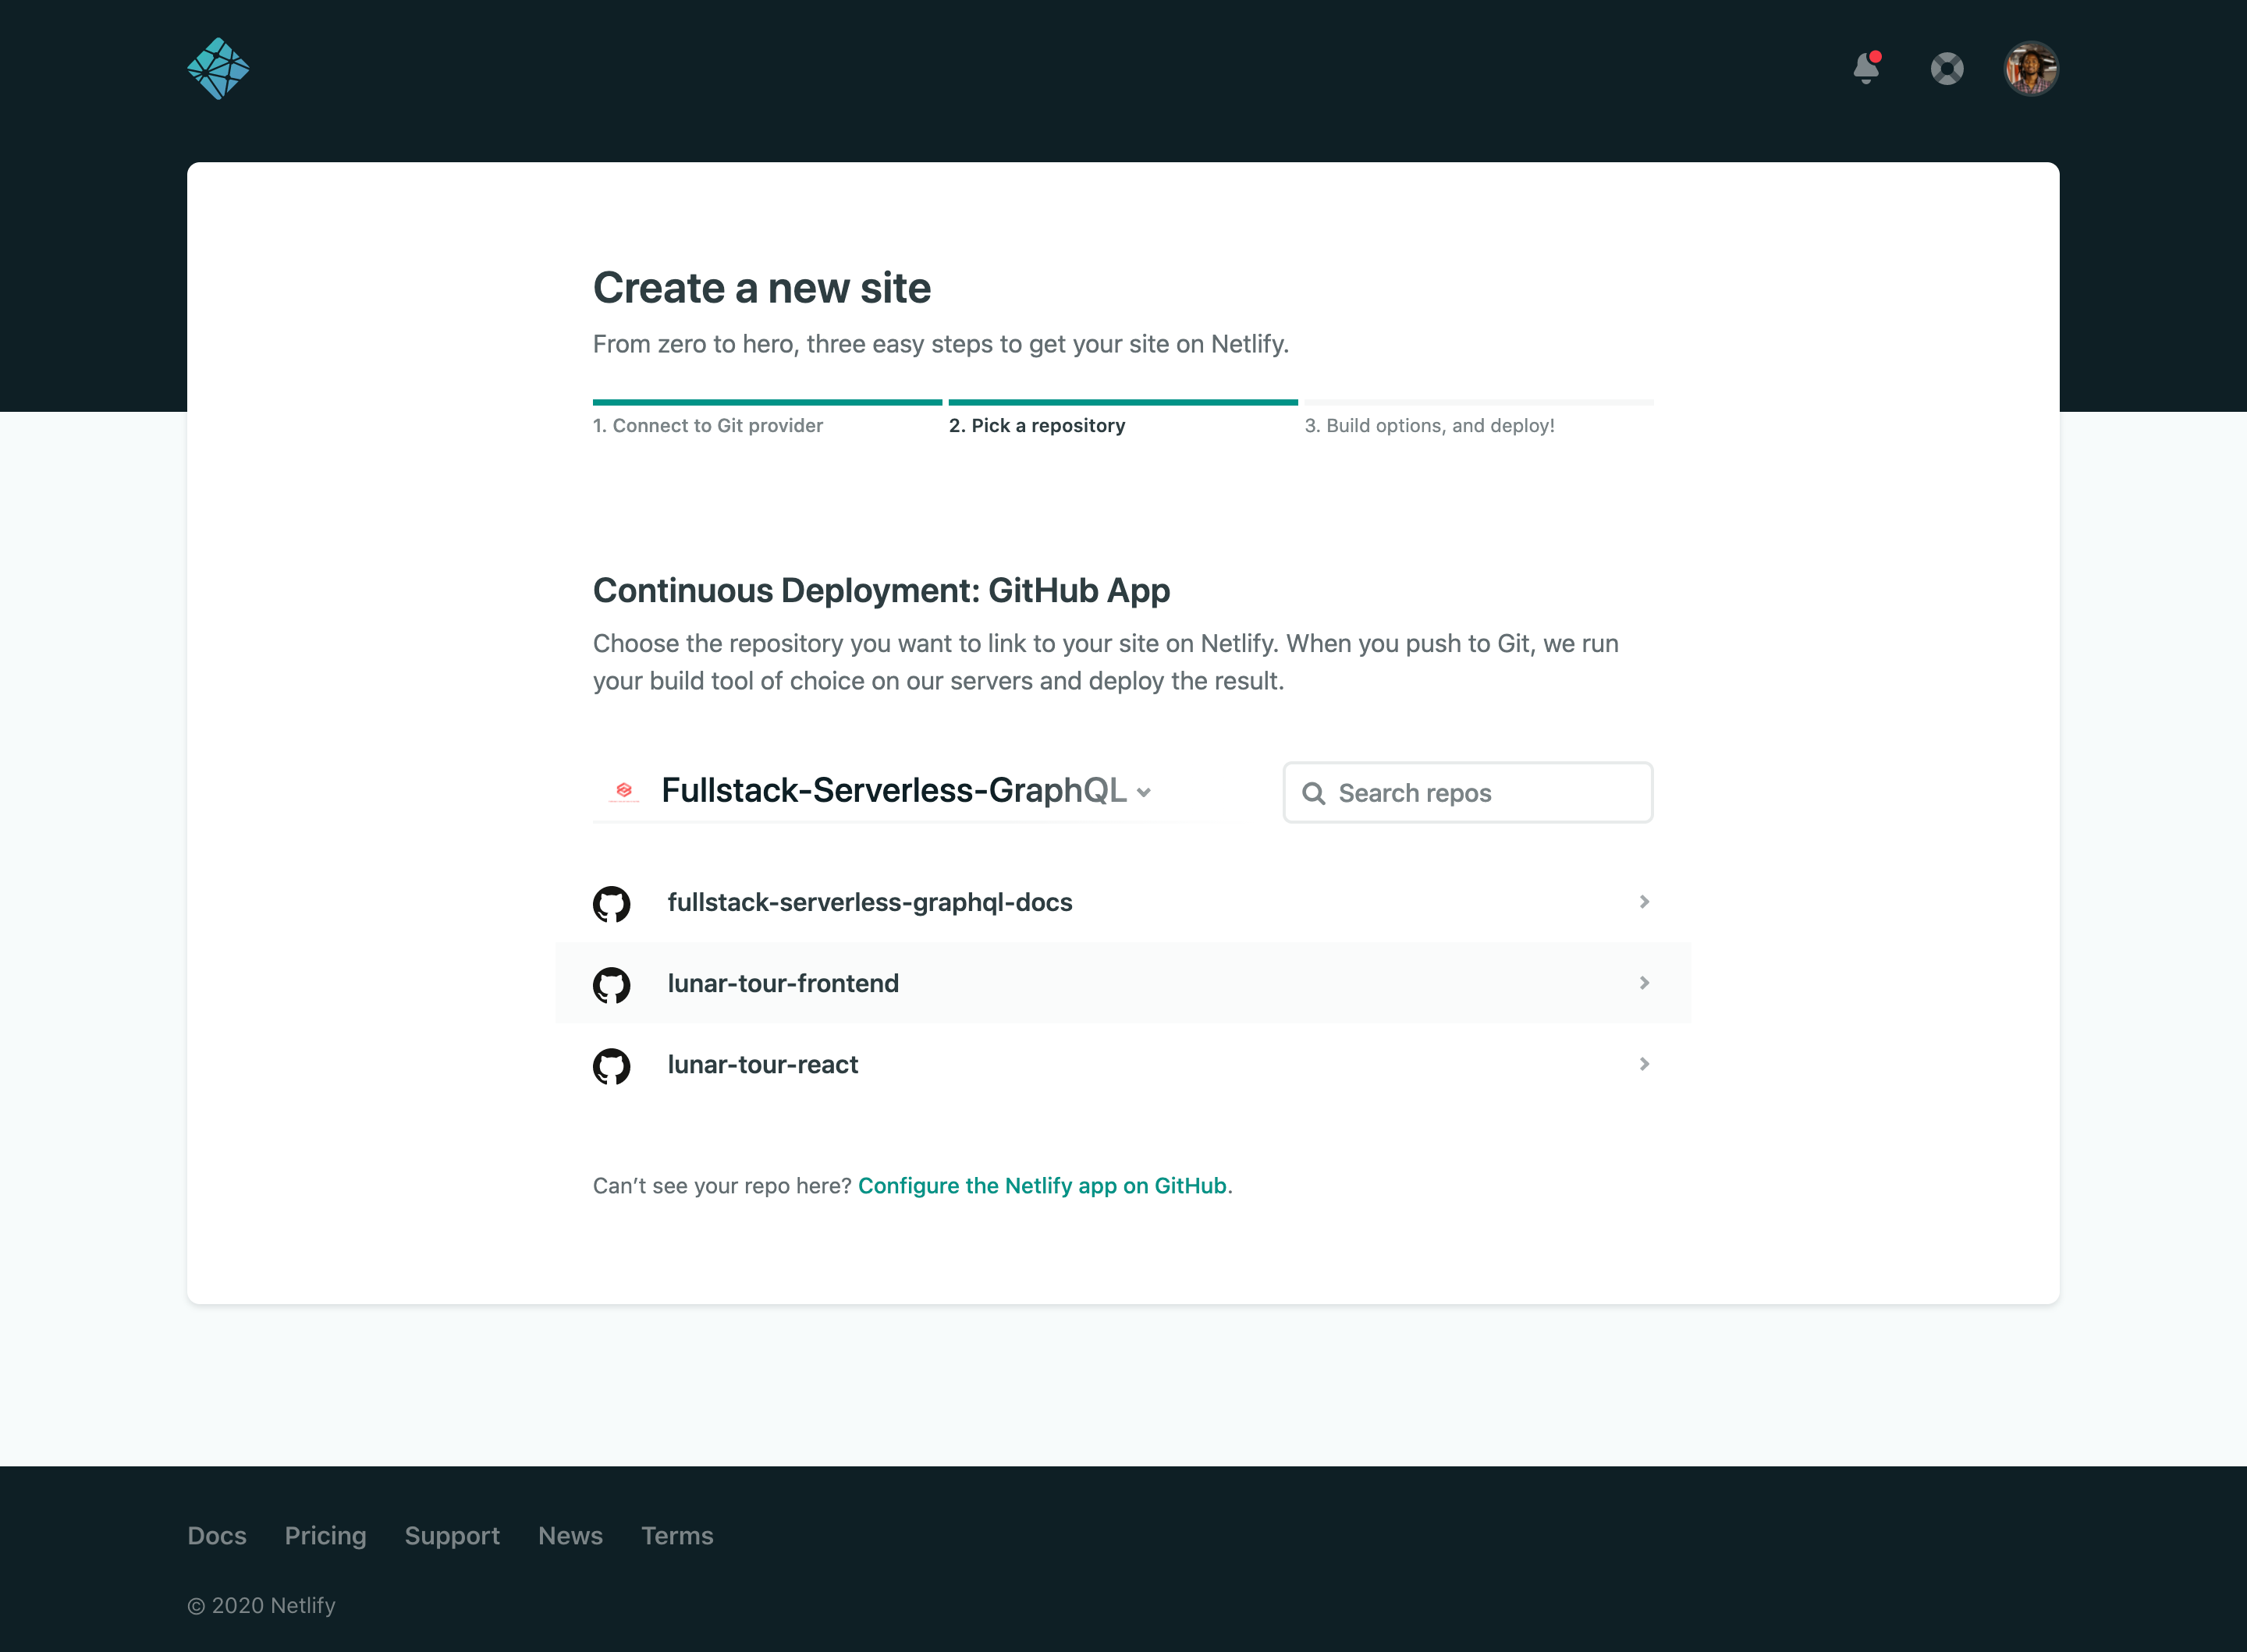 Create a new site
From zero to hero, three easy steps to get your site on Netlify.
1. Connect to Git provider
2. Pick a repository
3. Build options, and deploy!
Continuous Deployment: GitHub App
Choose the repository you want to link to your site on Netlify. When you push to Git, we run
your build tool of choice on our servers and deploy the result.
Fullstack-Serverless-GraphQL
Search repos
fullstack-serverless-graphql-docs
lunar-tour-frontend
lunar-tour-react
Can’t see your repo here? Configure the Netlify app on GitHub.
Docs Pricing Support News Terms
© 2020 Netlify